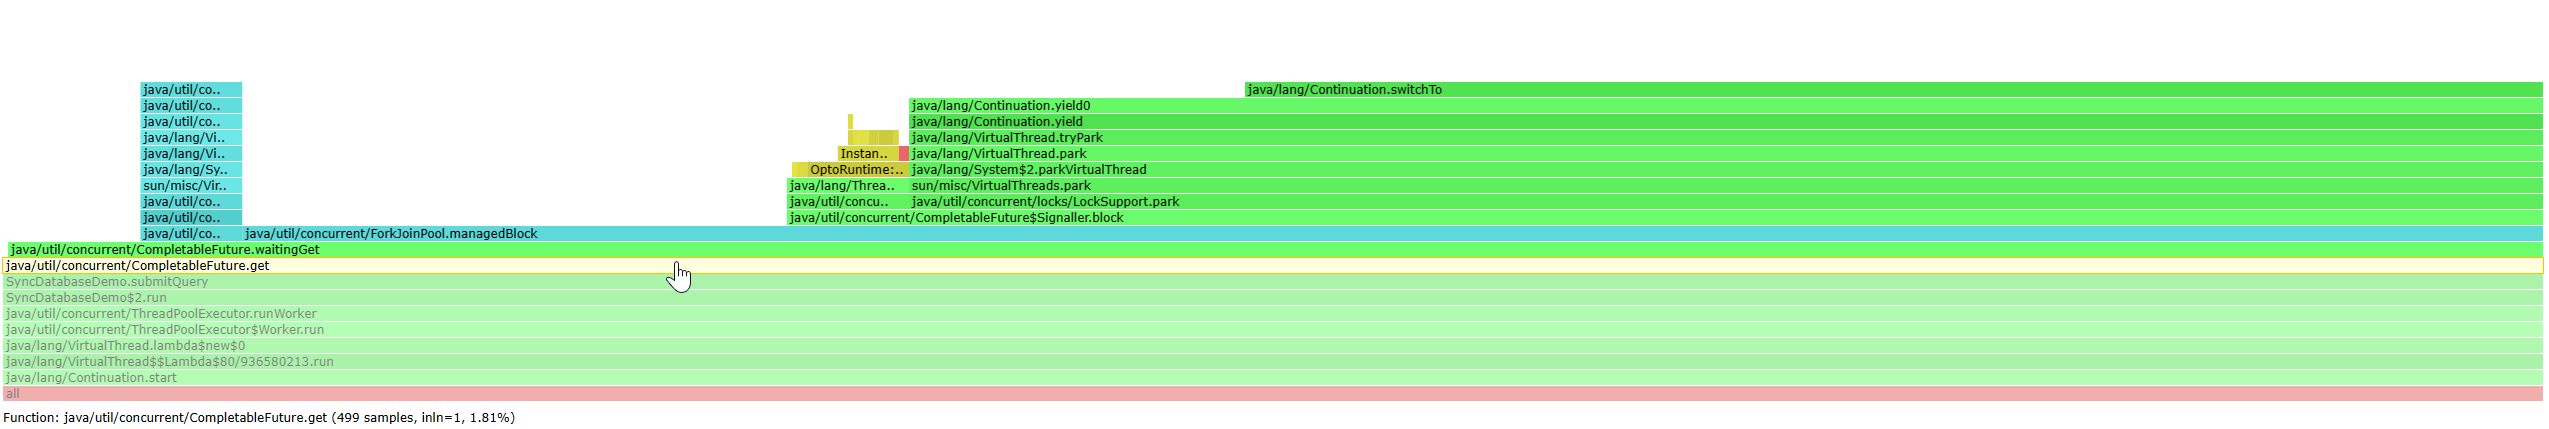 java/util/co.. java/lang/Continuation.switchTo
java/util/co.. java/lang/Continuation.yield0
java/util/co.. java/lang/Continuation.yield
java/lang/Vi.. java/lang/VirtualThread.tryPark
java/lang/Vi.. Instan.. java/lang/VirtualThread.park
java/lang/Sy.. OptoRuntime:.. java/lang/System$2.parkVirtualThread
sun/misc/Vir.. java/lang/Threa.. sun/misc/VirtualThreads.park
java/util/co.. java/util/concu.. java/util/concurrent/locks/LockSupport.park
java/util/co.. java/util/concurrent/CompletableFuture$Signaller.block
java/util/co.. java/util/concurrent/ForkJoinPool.managedBlock
java/util/concurrent/CompletableFuture.waitingGet
java/util/concurrent/CompletableFuture.get
SyncDatabaseDemo.submitQuery
SyncDatabaseDemo$2.run
java/util/concurrent/ThreadPoolExecutor.runWorker
java/util/concurrent/ThreadPoolExecutor$Worker.run
java/lang/VirtualThread.lambda$new$0
java/lang/VirtualThread$$Lambda$80/936580213.run
java/lang/Continuation.start
all
Function: java/util/concurrent/CompletableFuture.get (499 samples, inln=1, 1.81%)